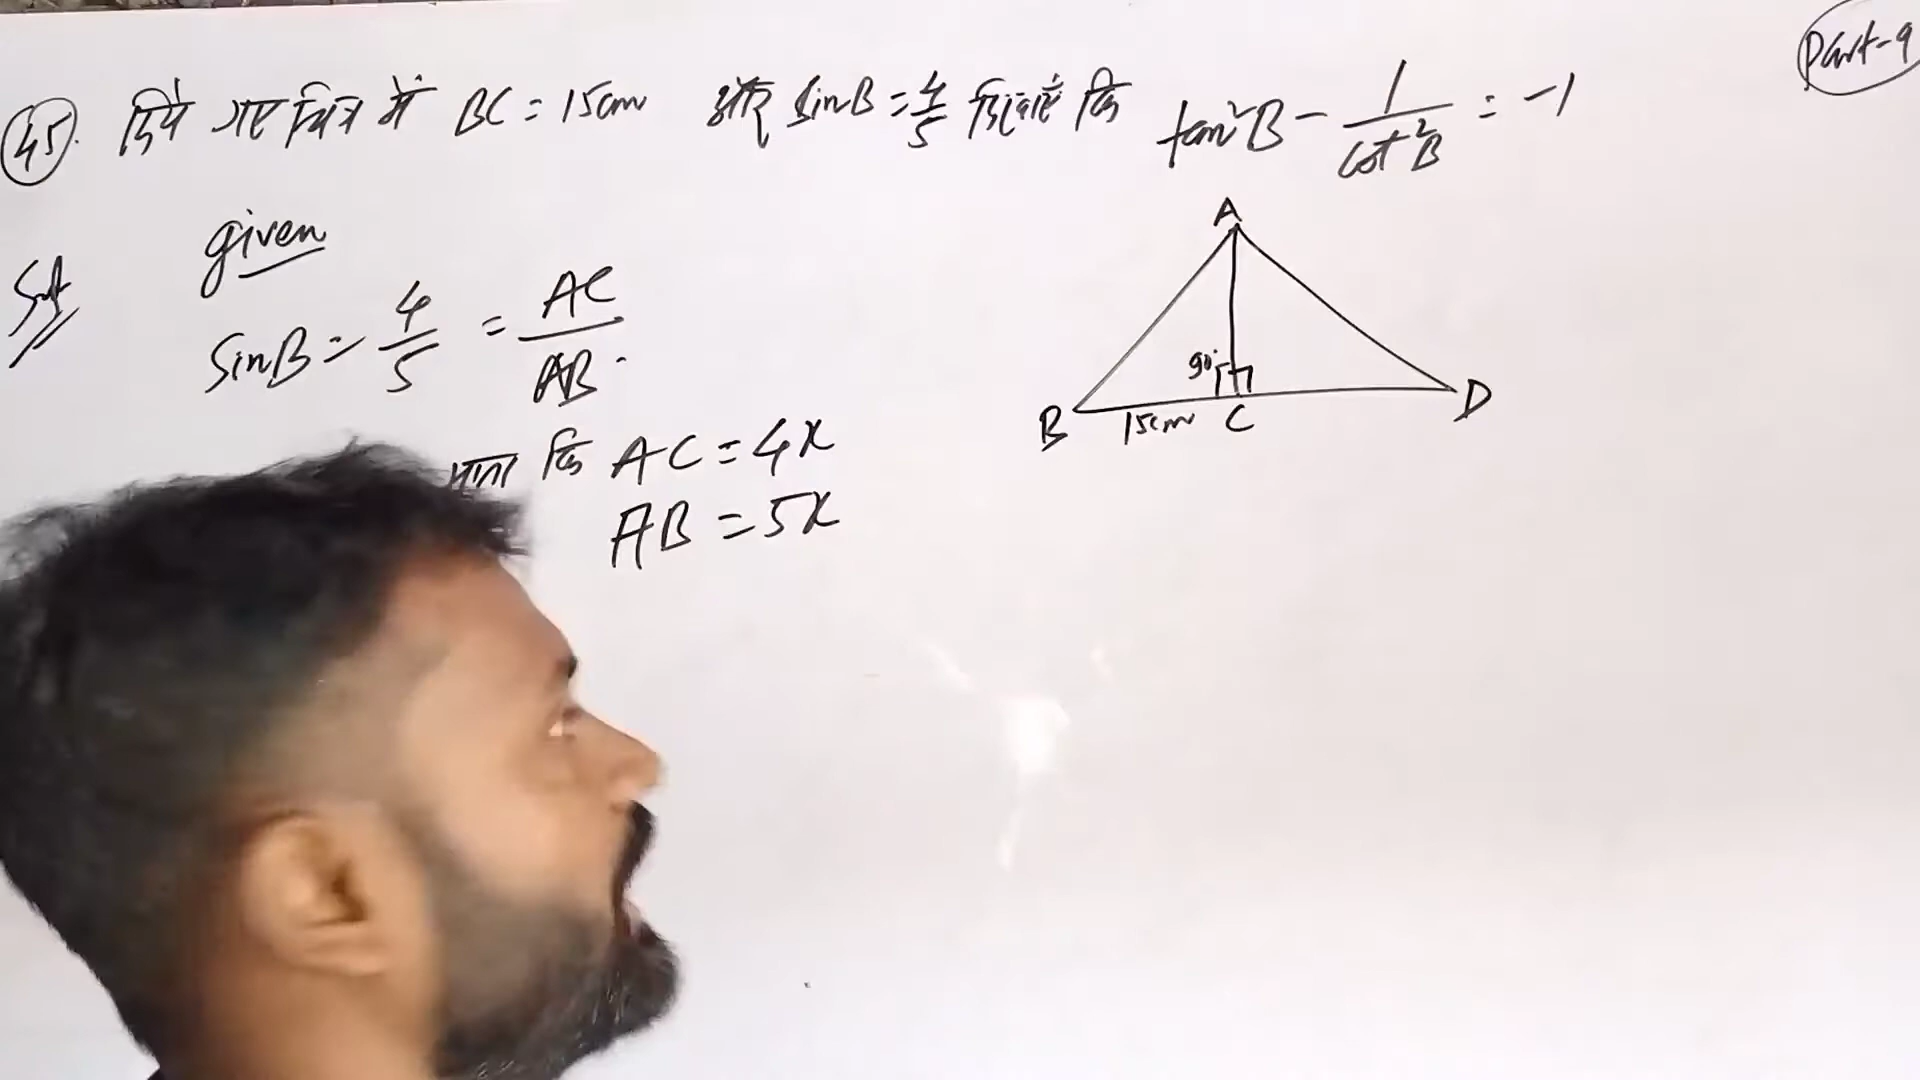 Part-9
45. दिये गए चित्र में BC = 15cm और sinB = 4/5 दिखाये कि tan²B - 1/cot²B = -1
given
Sol
sinB = 4/5 = AC/AB
माना कि AC = 4x
AB = 5x
A
90°
B 15cm C D